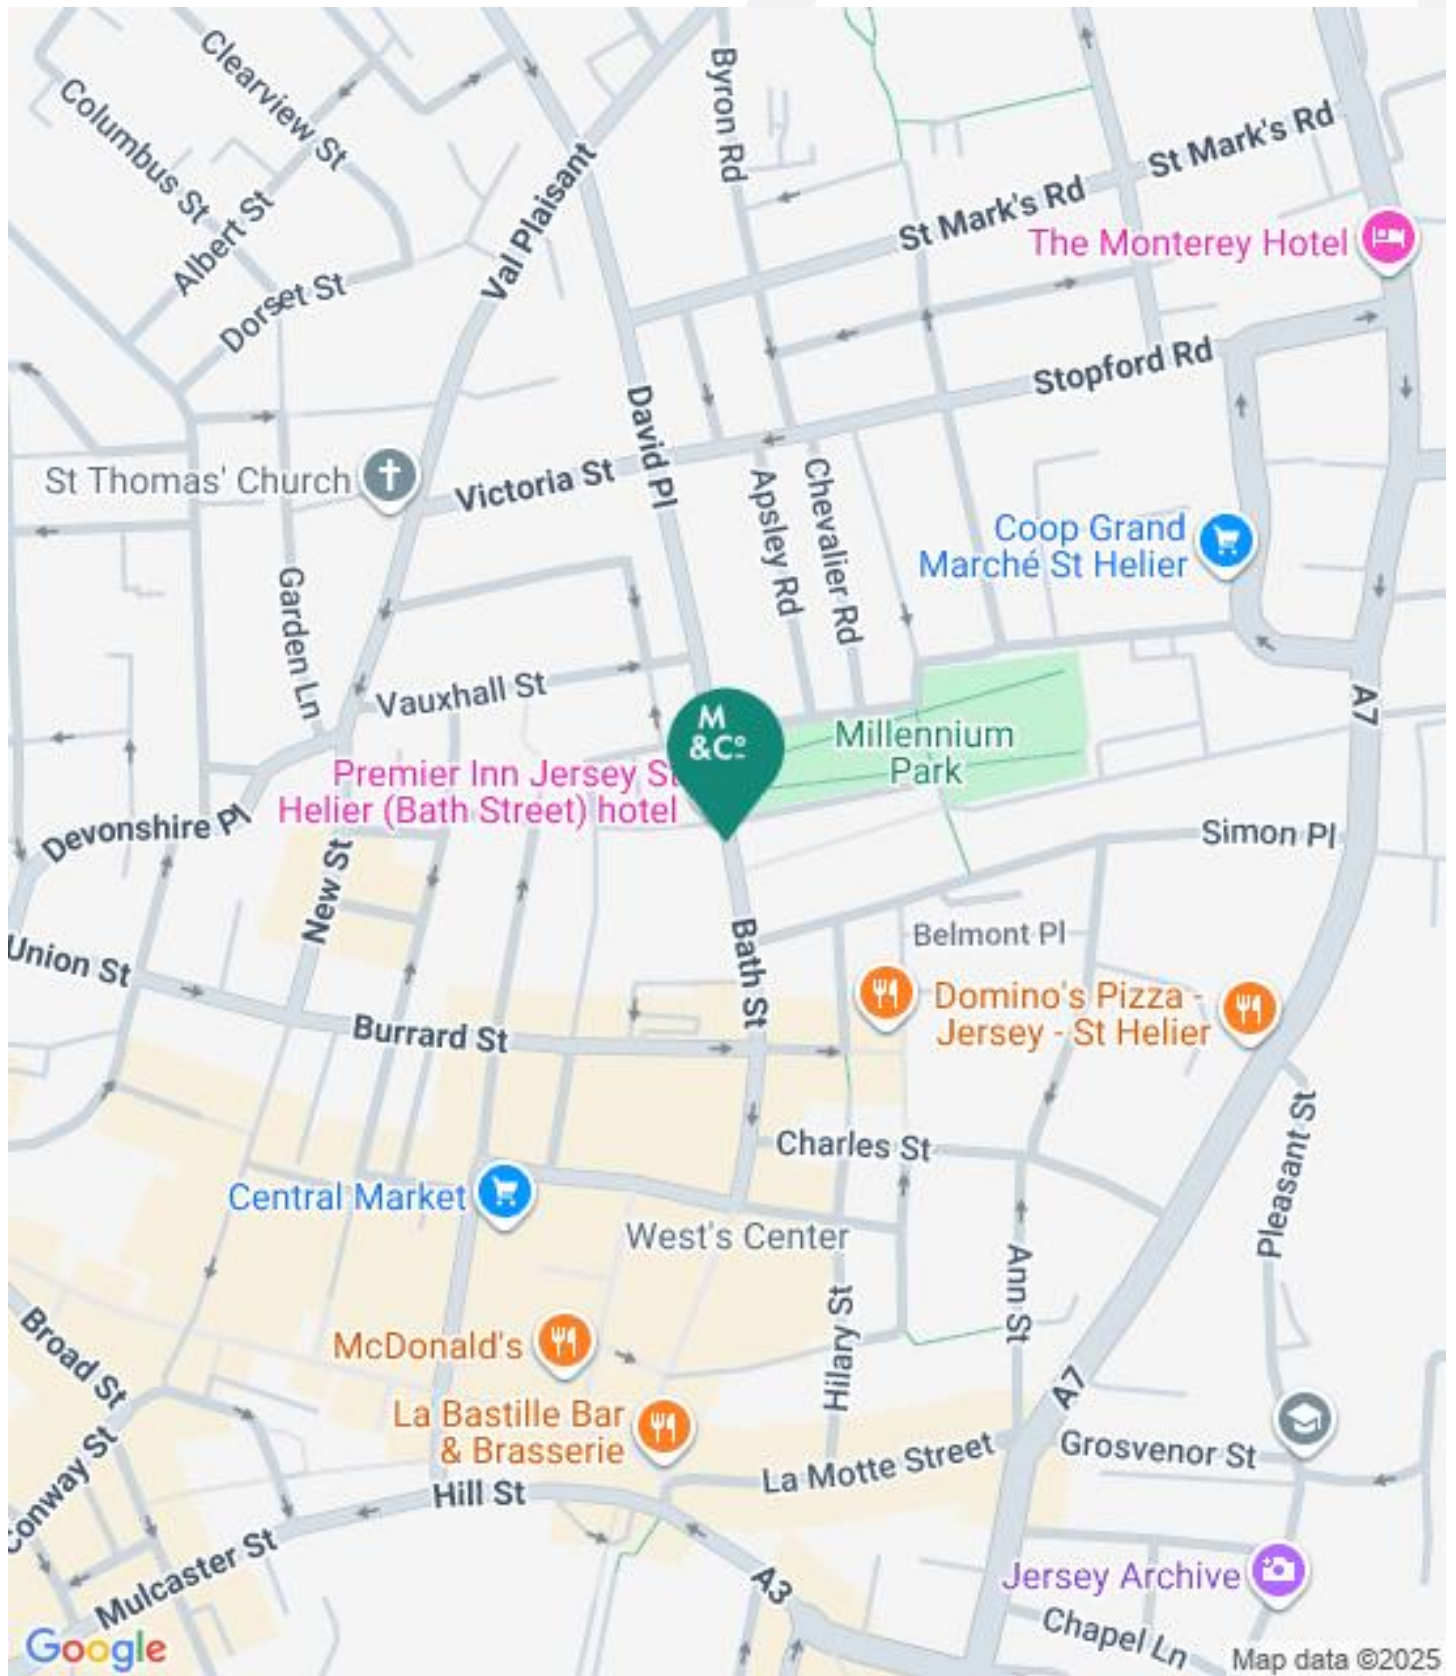 Byron Rd
Clearview St
Columbus St
St Mark's Rd
Val Plaisant
St Mark's Rd
Albert St
The Monterey Hotel
Dorset St
Stopford Rd
David Pl
St Thomas' Church
Victoria St
Apsley Rd
Chevalier Rd
Coop Grand
Marché St Helier
Garden Ln
Vauxhall St
A7
M
&Cº
Millennium
Park
Premier Inn Jersey St
Helier (Bath Street) hotel
Devonshire Pl
Simon Pl
New St
Union St
Bath St
Belmont Pl
Domino's Pizza -
Jersey - St Helier
Burrard St
Pleasant St
Charles St
Central Market
West's Center
Ann St
Hilary St
McDonald's
Broad St
A7
La Bastille Bar
& Brasserie
La Motte Street
Grosvenor St
Conway St
Hill St
Mulcaster St
A3
Jersey Archive
Chapel Ln
Google
Map data ©2025